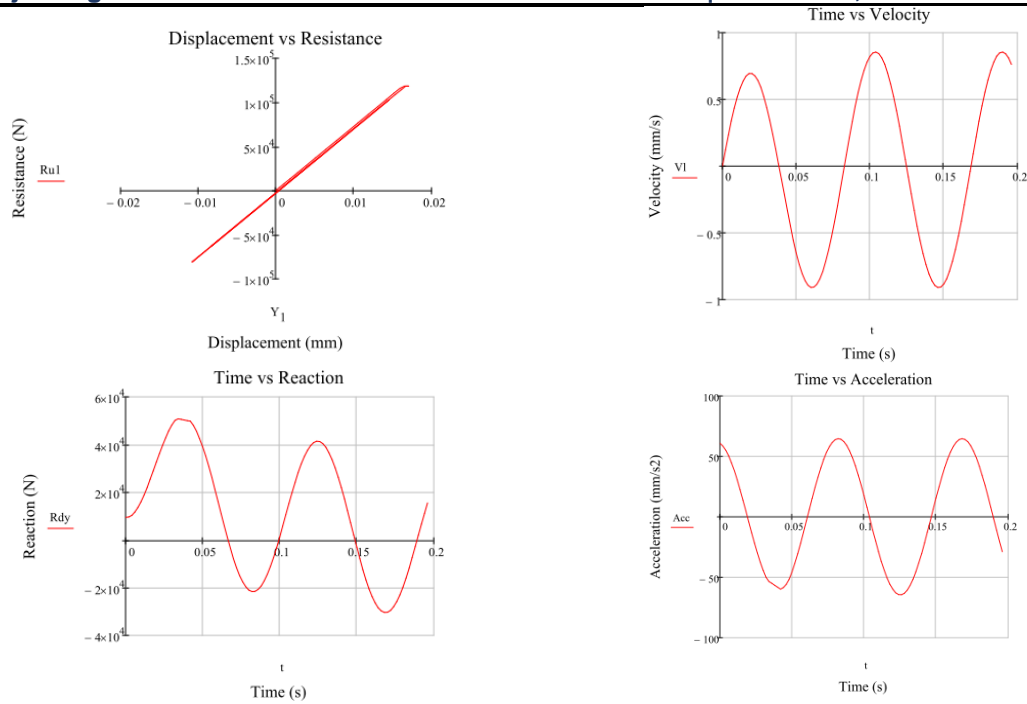 Displacement vs Resistance
1.5×10⁵
1×10⁵
5×10⁴
Resistance (N)
Ru1
− 0.02
− 0.01
0
0.01
0.02
− 5×10⁴
− 1×10⁵
Y₁
Displacement (mm)
Time vs Velocity
1
0.5
Velocity (mm/s)
Vl
0
0.05
0.1
0.15
0.2
− 0.5
− 1
t
Time (s)
Time vs Reaction
6×10⁴
4×10⁴
2×10⁴
Reaction (N)
Rdy
0
0.05
0.1
0.15
0.2
− 2×10⁴
− 4×10⁴
t
Time (s)
Time vs Acceleration
100
50
Acceleration (mm/s2)
Acc
0
0.05
0.1
0.15
0.2
− 50
− 100
t
Time (s)